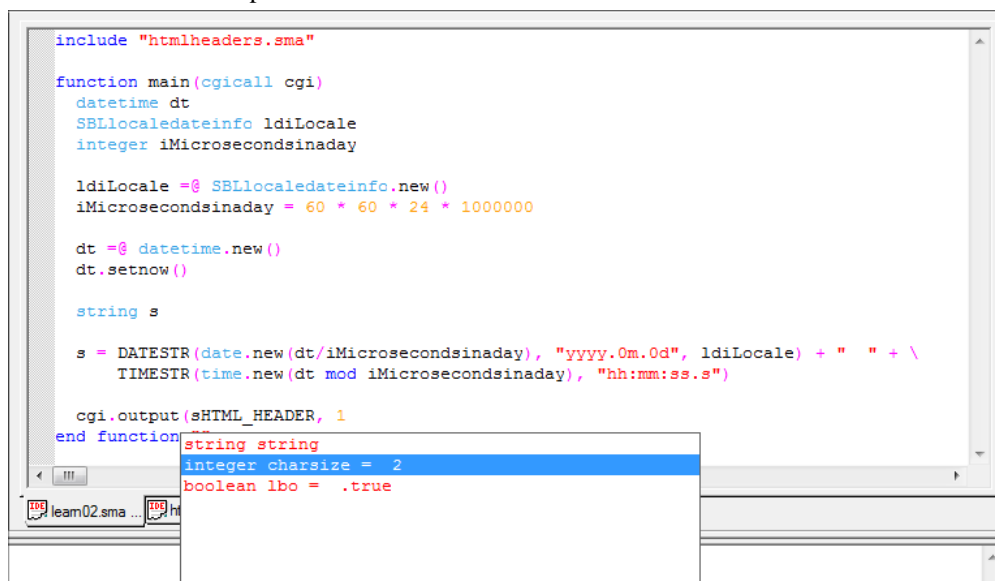 include "htmlheaders.sma"
function main(cgicall cgi)
datetime dt
SBLlocaledateinfo ldiLocale
integer iMicrosecondsinaday
ldiLocale =@ SBLlocaledateinfo.new()
iMicrosecondsinaday = 60 * 60 * 24 * 1000000
dt =@ datetime.new()
dt.setnow()
string s
s = DATESTR(date.new(dt/iMicrosecondsinaday), "yyyy.0m.0d", ldiLocale) + "  " + \
TIMESTR(time.new(dt mod iMicrosecondsinaday), "hh:mm:ss.s")
cgi.output(sHTML_HEADER, 1
end function
string string
integer charsize =  2
boolean lbo =  .true
IDE learn02.sma ... IDE ht